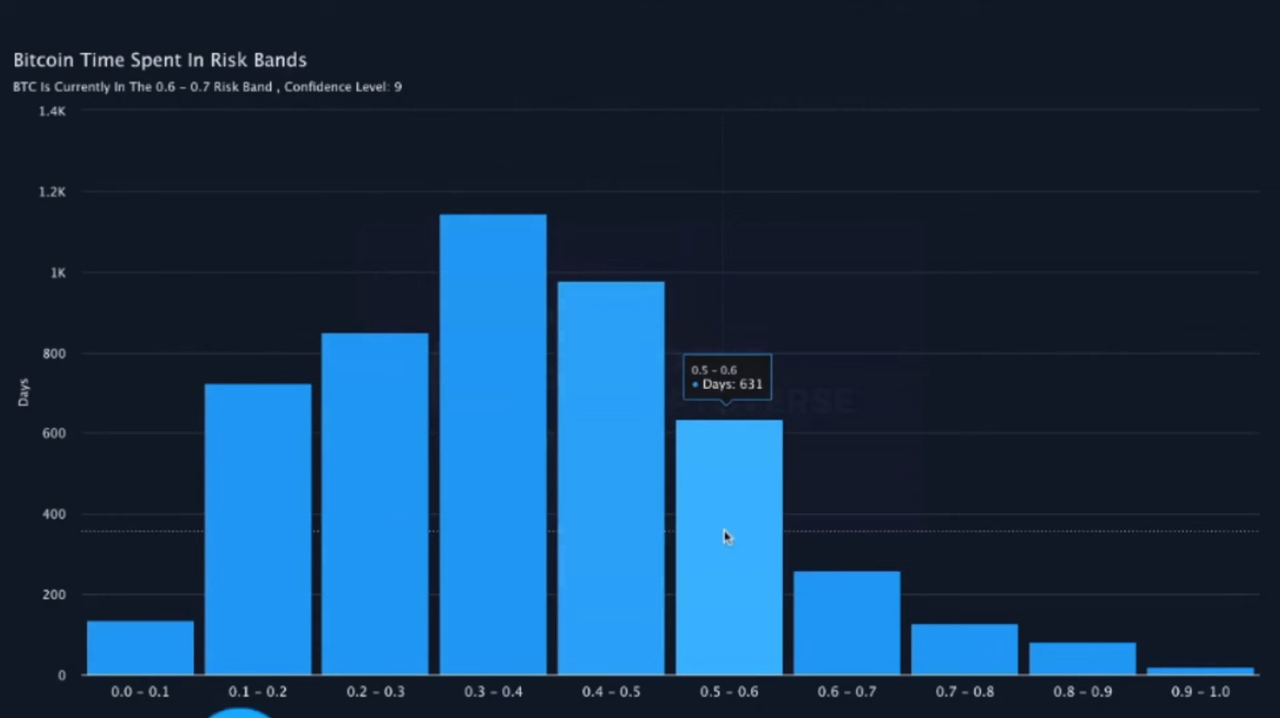 Bitcoin Time Spent In Risk Bands
BTC Is Currently In The 0.6 – 0.7 Risk Band , Confidence Level: 9
1.4K
1.2K
1K
800
600
400
200
0
Days
0.5 – 0.6
• Days: 631
0.0 – 0.1 0.1 – 0.2 0.2 – 0.3 0.3 – 0.4 0.4 – 0.5 0.5 – 0.6 0.6 – 0.7 0.7 – 0.8 0.8 – 0.9 0.9 – 1.0